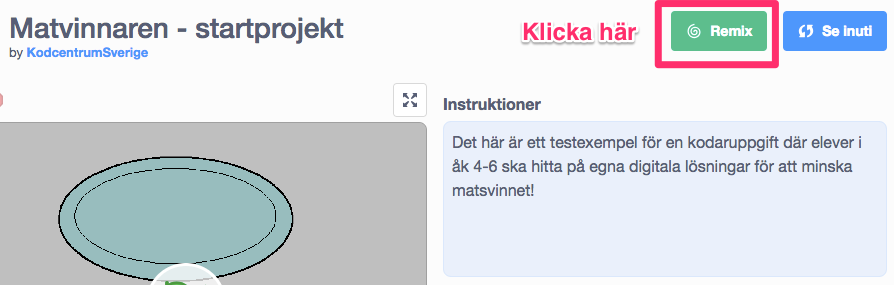 Matvinnaren - startprojekt
by KodcentrumSverige
Klicka här
Remix
Se inuti
Instruktioner
Det här är ett testexempel för en kodaruppgift där elever i
åk 4-6 ska hitta på egna digitala lösningar för att minska
matsvinnet!